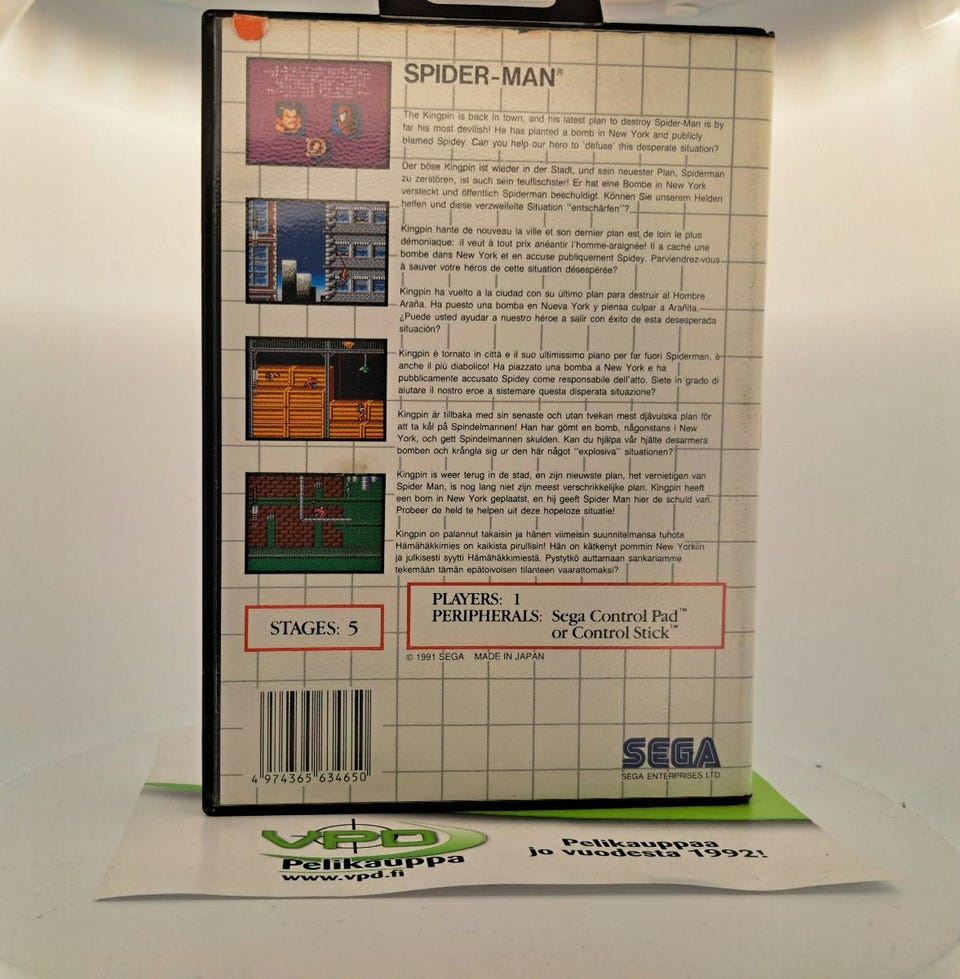 SPIDER-MAN®
The Kingpin is back in town, and his latest plan to destroy Spider-Man is by
far his most devilish! He has planted a bomb in New York and publicly
blamed Spidey. Can you help our hero to 'defuse' this desperate situation?
Der böse Kingpin ist wieder in der Stadt, und sein neuester Plan, Spiderman
zu zerstören, ist auch sein teuflischster! Er hat eine Bombe in New York
versteckt und öffentlich Spiderman beschuldigt. Können Sie unserem Helden
helfen und diese verzweifelte Situation "entschärfen"?
Kingpin hante de nouveau la ville et son dernier plan est de loin le plus
démoniaque: il veut à tout prix anéantir l'homme-araignée! Il a caché une
bombe dans New York et en accuse publiquement Spidey. Parviendrez-vous
à sauver votre héros de cette situation désespérée?
Kingpin ha vuelto a la ciudad con su último plan para destruir al Hombre
Araña. Ha puesto una bomba en Nueva York y piensa culpar a Arañita.
¿Puede usted ayudar a nuestro héroe a salir con éxito de esta desesperada
situación?
Kingpin è tornato in città e il suo ultimissimo piano per far fuori Spiderman, è
anche il più diabolico! Ha piazzato una bomba a New York e ha
pubblicamente accusato Spidey come responsabile dell'atto. Siete in grado di
aiutare il nostro eroe a sistemare questa disperata situazione?
Kingpin är tillbaka med sin senaste och utan tvekan mest djävulska plan för
att ta kål på Spindelmannen! Han har gömt en bomb, någonstans i New
York, och gett Spindelmannen skulden. Kan du hjälpa vår hjälte desarmera
bomben och krångla sig ur den här något "explosiva" situationen?
Kingpin is weer terug in de stad, en zijn nieuwste plan, het vernietigen van
Spider Man, is nog lang niet zijn meest verschrikkelijke plan. Kingpin heeft
een bom in New York geplaatst, en hij geeft Spider Man hier de schuld van.
Probeer de held te helpen uit deze hopeloze situatie!
Kingpin on palannut takaisin ja hänen viimeisin suunnitelmansa tuhota
Hämähäkkimies on kaikista pirullisin! Hän on kätkenyt pommin New Yorkiin
ja julkisesti syytti Hämähäkkimiestä. Pystytkö auttamaan sankariamme
tekemään tämän epätoivoisen tilanteen vaarattomaksi?
STAGES: 5
PLAYERS: 1
PERIPHERALS: Sega Control Pad™
or Control Stick™
© 1991 SEGA MADE IN JAPAN
4 974365 634650
SEGA
SEGA ENTERPRISES LTD.
VPD
Pelikauppa
www.vpd.fi
Pelikauppaa
jo vuodesta 1992!